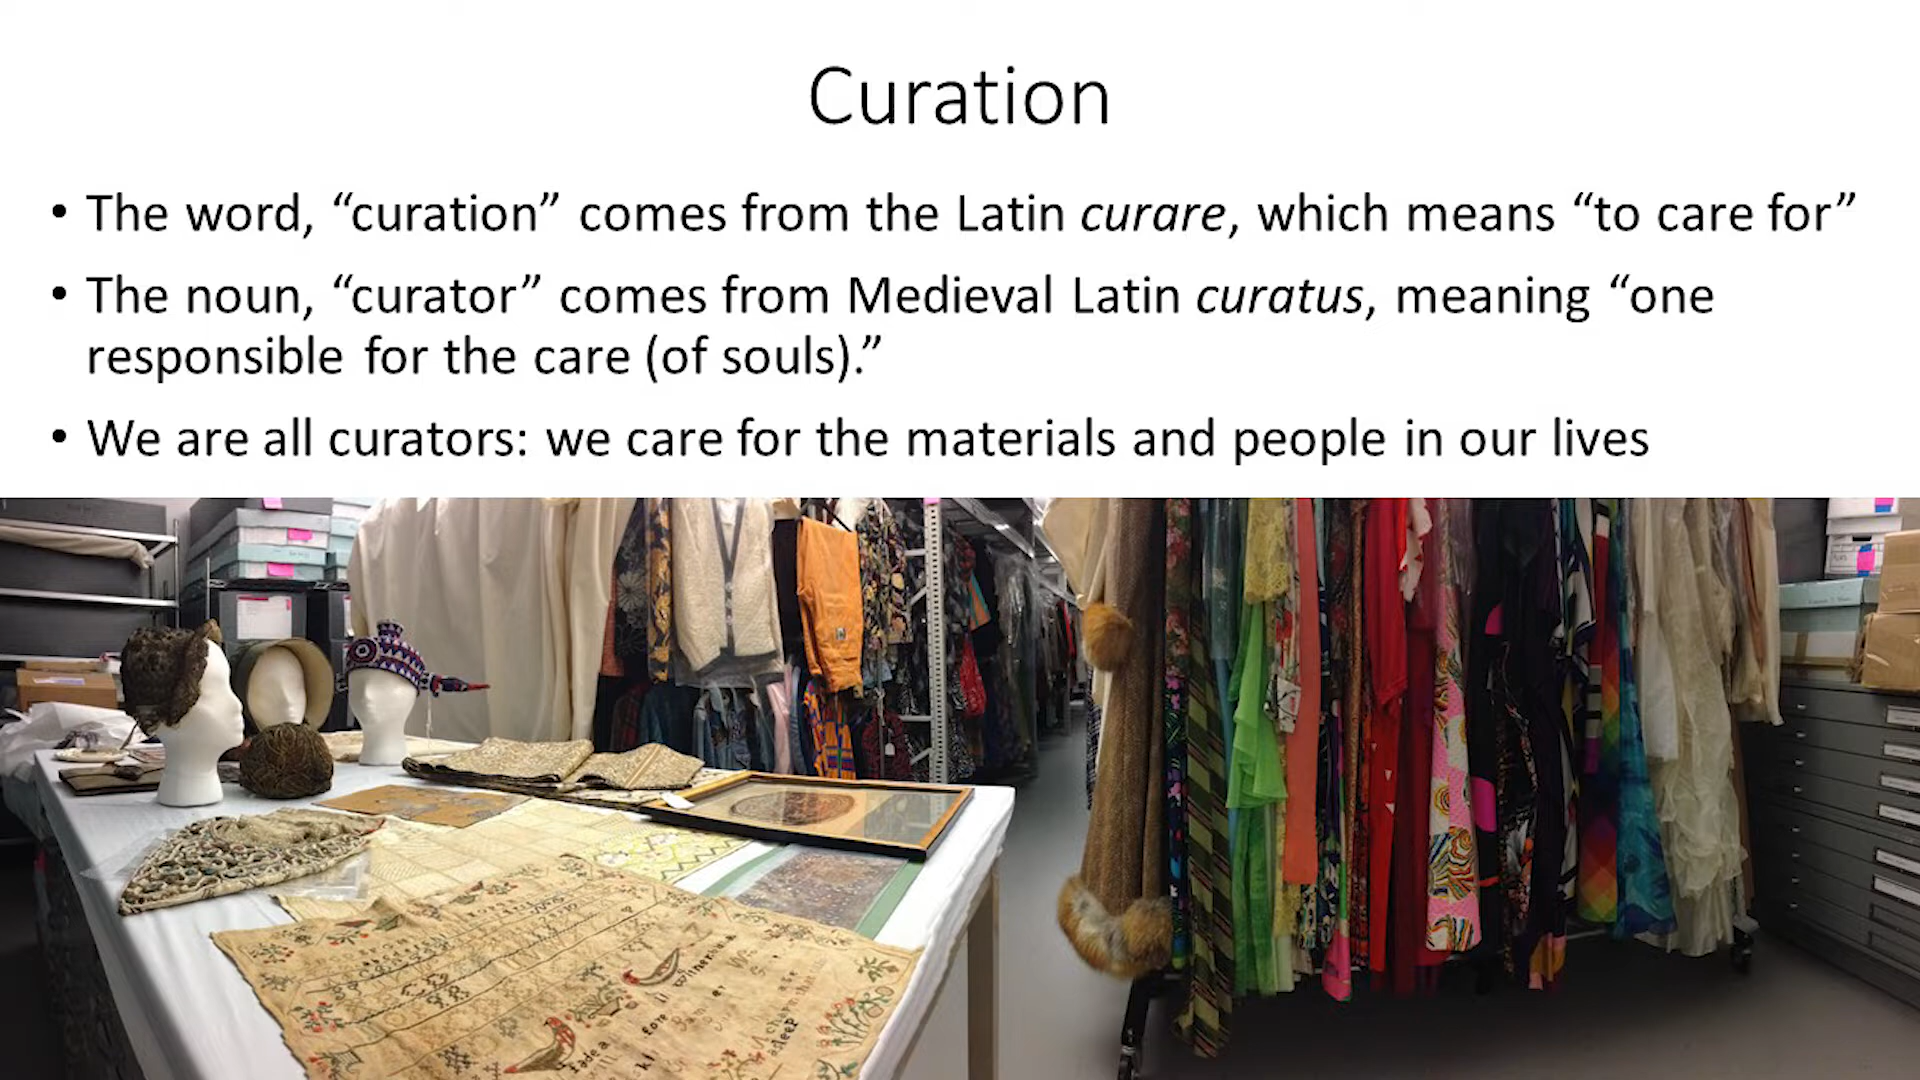 Curation
• The word, “curation” comes from the Latin curare, which means “to care for”
• The noun, “curator” comes from Medieval Latin curatus, meaning “one
responsible for the care (of souls).”
• We are all curators: we care for the materials and people in our lives
asleep